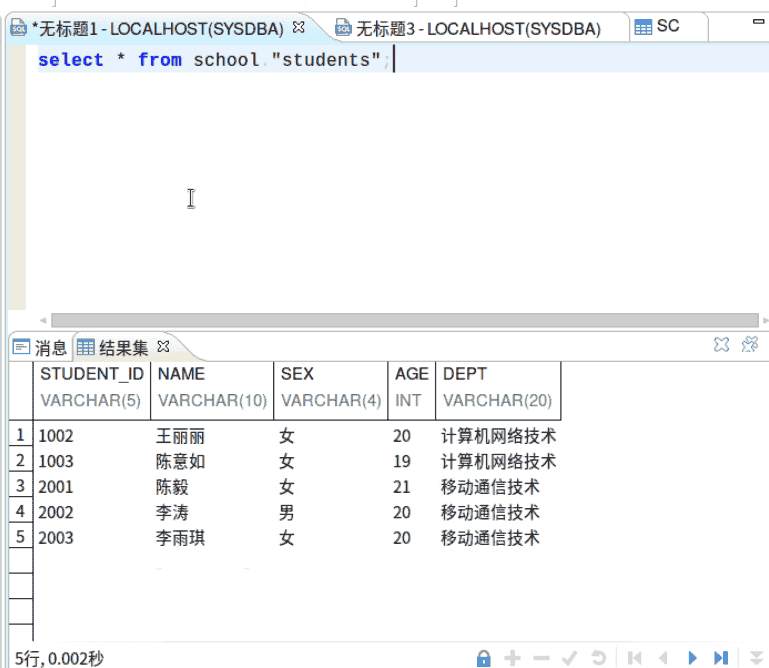 *无标题1 - LOCALHOST(SYSDBA) 无标题3 - LOCALHOST(SYSDBA) SC
select * from school."students";
消息 结果集
STUDENT_ID NAME SEX AGE DEPT
VARCHAR(5) VARCHAR(10) VARCHAR(4) INT VARCHAR(20)
1 1002 王丽丽 女 20 计算机网络技术
2 1003 陈意如 女 19 计算机网络技术
3 2001 陈毅 女 21 移动通信技术
4 2002 李涛 男 20 移动通信技术
5 2003 李雨琪 女 20 移动通信技术
5行, 0.002秒